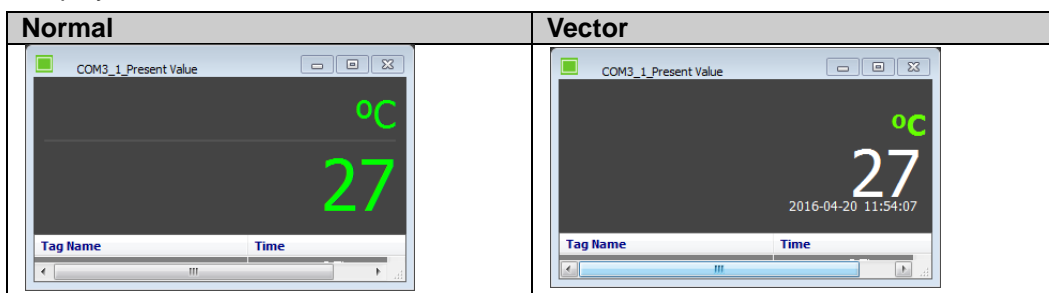 Normal
Vector
COM3_1_Present Value
ºC
27
Tag Name Time
COM3_1_Present Value
ºC
27
2016-04-20 11:54:07
Tag Name Time